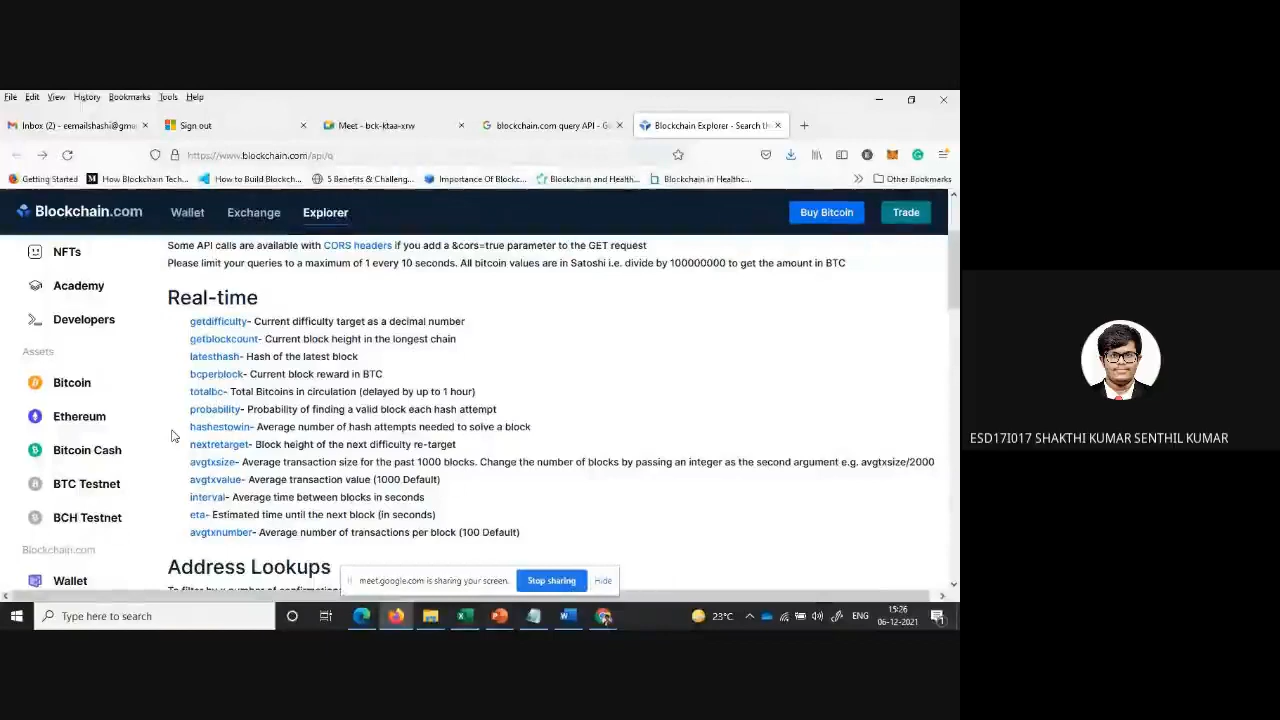 File Edit View History Bookmarks Tools Help
Inbox (2) - eemailshashi@gm
Sign out
Meet - bck-ktaa-xrw
blockchain.com query API - G
Blockchain Explorer - Search th
https://www.blockchain.com/api/q
Getting Started
How Blockchain Tech...
How to Build Blockch...
5 Benefits & Challeng...
Importance Of Blockc...
Blockchain and Health...
Blockchain in Healthc...
Other Bookmarks
Blockchain.com
Wallet
Exchange
Explorer
Buy Bitcoin
Trade
NFTs
Academy
Developers
Assets
Bitcoin
Ethereum
Bitcoin Cash
BTC Testnet
BCH Testnet
Blockchain.com
Wallet
Some API calls are available with CORS headers if you add a &cors=true parameter to the GET request
Please limit your queries to a maximum of 1 every 10 seconds. All bitcoin values are in Satoshi i.e. divide by 100000000 to get the amount in BTC
Real-time
getdifficulty- Current difficulty target as a decimal number
getblockcount- Current block height in the longest chain
latesthash- Hash of the latest block
bcperblock- Current block reward in BTC
totalbc- Total Bitcoins in circulation (delayed by up to 1 hour)
probability- Probability of finding a valid block each hash attempt
hashestowin- Average number of hash attempts needed to solve a block
nextretarget- Block height of the next difficulty re-target
avgtxsize- Average transaction size for the past 1000 blocks. Change the number of blocks by passing an integer as the second argument e.g. avgtxsize/2000
avgtxvalue- Average transaction value (1000 Default)
interval- Average time between blocks in seconds
eta- Estimated time until the next block (in seconds)
avgtxnumber- Average number of transactions per block (100 Default)
Address Lookups
To filter by x number of confirmations
meet.google.com is sharing your screen.
Stop sharing
Hide
Type here to search
23°C
ENG
15:26
06-12-2021
ESD17I017 SHAKTHI KUMAR SENTHIL KUMAR